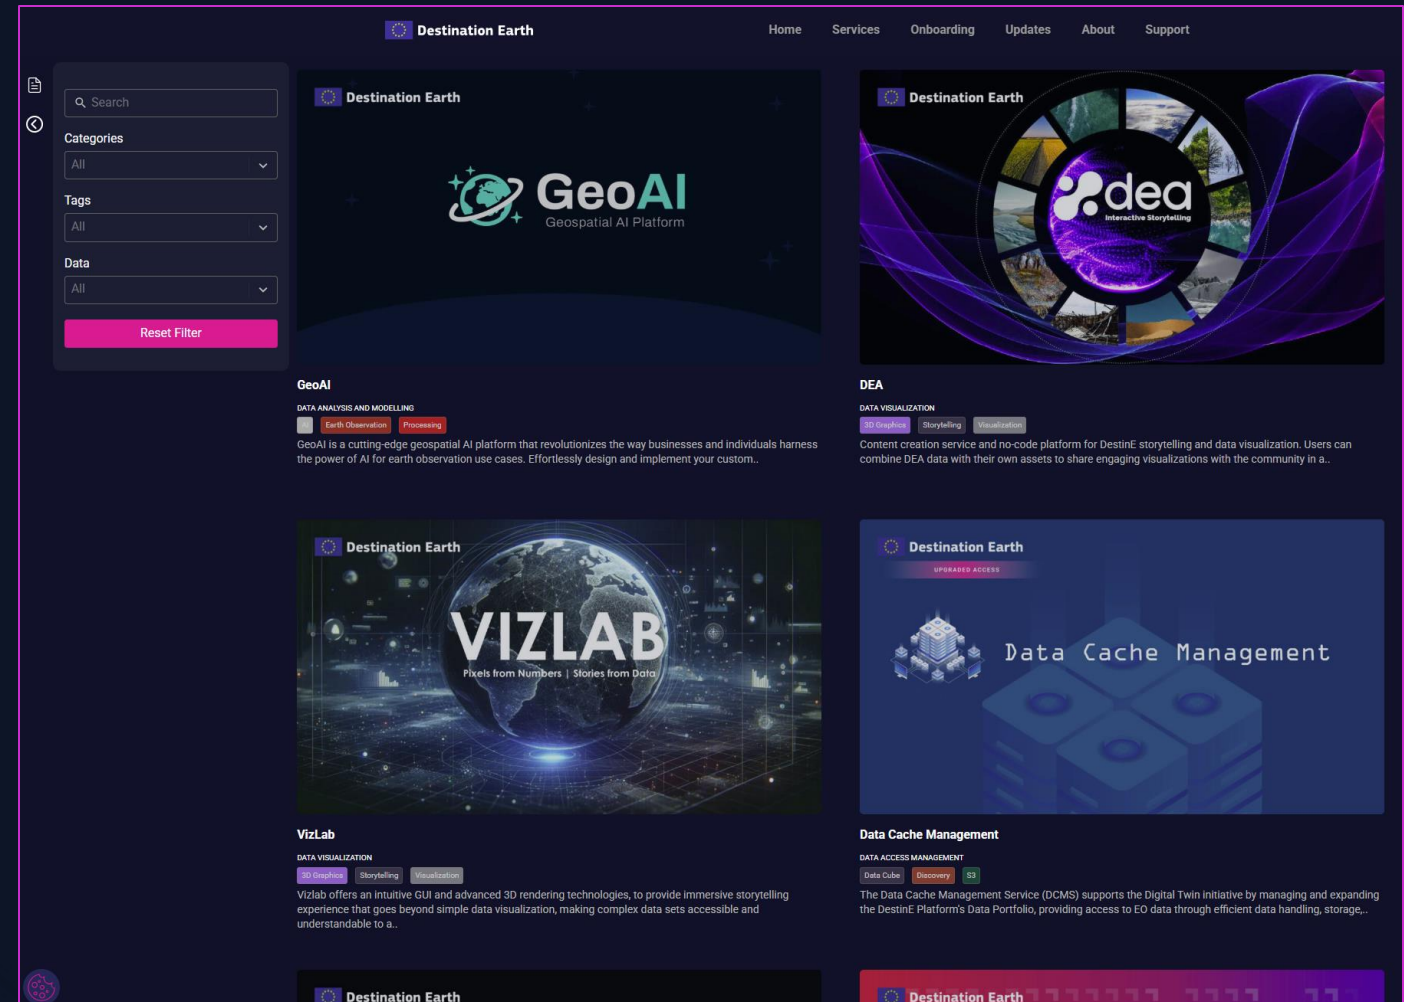 Destination Earth
Home Services Onboarding Updates About Support
Search
Categories
All
Tags
All
Data
All
Reset Filter
Destination Earth
GeoAI
Geospatial AI Platform
GeoAI
DATA ANALYSIS AND MODELLING
AI Earth Observation Processing
GeoAI is a cutting-edge geospatial AI platform that revolutionizes the way businesses and individuals harness
the power of AI for earth observation use cases. Effortlessly design and implement your custom..
Destination Earth
dea
Interactive Storytelling
DEA
DATA VISUALIZATION
3D Graphics Storytelling Visualization
Content creation service and no-code platform for DestinE storytelling and data visualization. Users can
combine DEA data with their own assets to share engaging visualizations with the community in a..
Destination Earth
VIZLAB
Pixels from Numbers | Stories from Data
VizLab
DATA VISUALIZATION
3D Graphics Storytelling Visualization
Vizlab offers an intuitive GUI and advanced 3D rendering technologies, to provide immersive storytelling
experience that goes beyond simple data visualization, making complex data sets accessible and
understandable to a..
Destination Earth
UPGRADED ACCESS
Data Cache Management
Data Cache Management
DATA ACCESS MANAGEMENT
Data Cube Discovery S3
The Data Cache Management Service (DCMS) supports the Digital Twin initiative by managing and expanding
the DestinE Platform's Data Portfolio, providing access to EO data through efficient data handling, storage,..
Destination Earth
Destination Earth